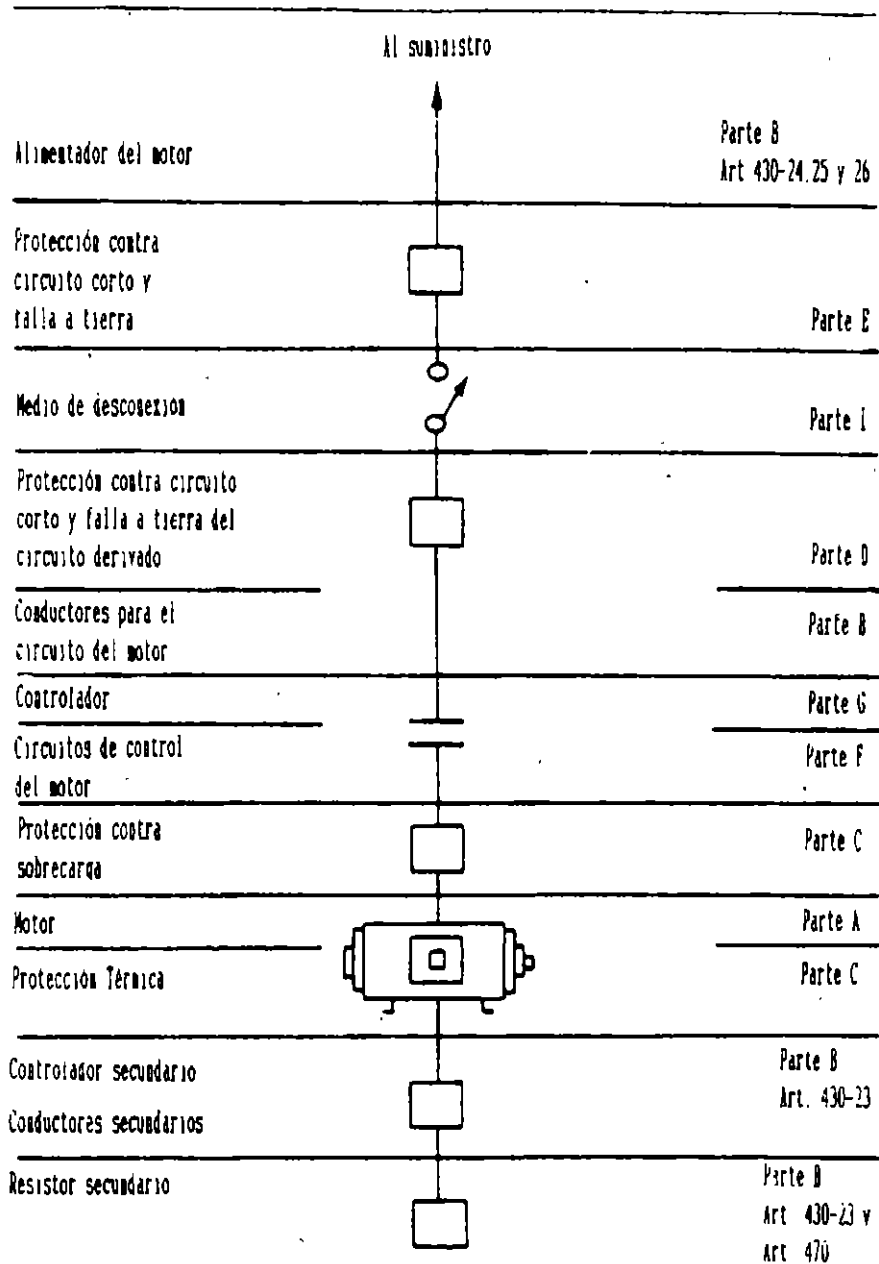 Al suministro
Alimentador del motor
Parte B
Art 430-24.25 y 26
Protección contra
circuito corto y
falla a tierra
Parte E
Medio de desconexion
Parte I
Protección contra circuito
corto y falla a tierra del
circuito derivado
Parte D
Conductores para el
circuito del motor
Parte B
Controlador
Parte G
Circuitos de control
del motor
Parte F
Protección contra
sobrecarga
Parte C
Motor
Parte A
Protección Térmica
Parte C
Controlador secundario
Conductores secundarios
Parte B
Art. 430-23
Resistor secundario
Parte B
Art 430-23 y
Art 470